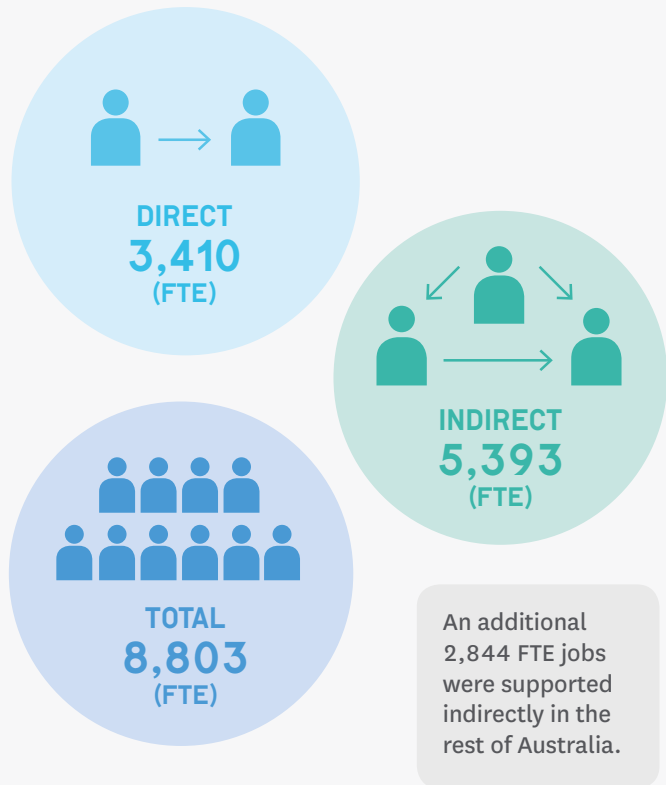 DIRECT
3,410
(FTE)
INDIRECT
5,393
(FTE)
TOTAL
8,803
(FTE)
An additional
2,844 FTE jobs
were supported
indirectly in the
rest of Australia.